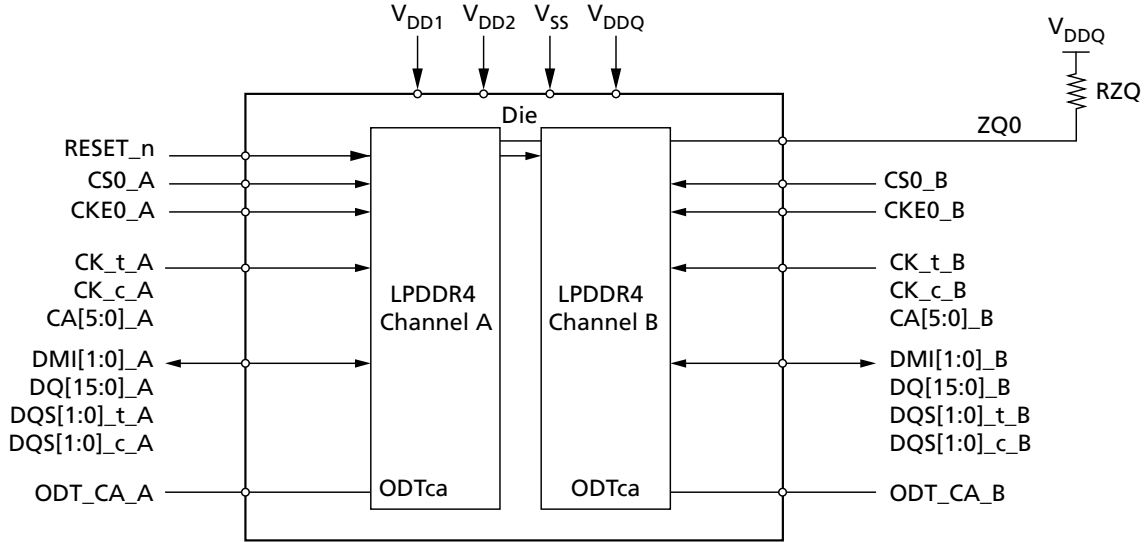 VDD1 VDD2 VSS VDDQ
VDDQ
RZQ
Die
ZQ0
RESET_n
CS0_A
CKE0_A
CK_t_A
CK_c_A
CA[5:0]_A
DMI[1:0]_A
DQ[15:0]_A
DQS[1:0]_t_A
DQS[1:0]_c_A
ODT_CA_A
LPDDR4
Channel A
ODTca
LPDDR4
Channel B
ODTca
CS0_B
CKE0_B
CK_t_B
CK_c_B
CA[5:0]_B
DMI[1:0]_B
DQ[15:0]_B
DQS[1:0]_t_B
DQS[1:0]_c_B
ODT_CA_B